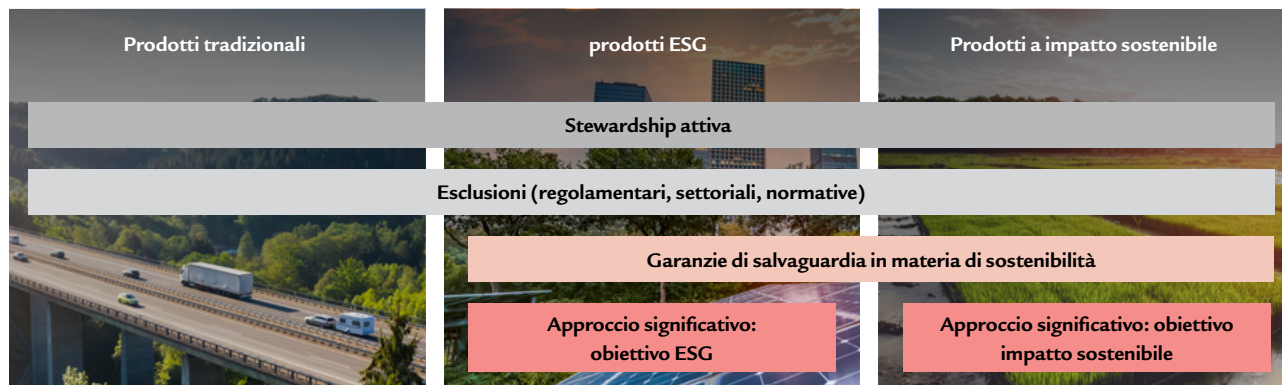 Prodotti tradizionali
prodotti ESG
Prodotti a impatto sostenibile
Stewardship attiva
Esclusioni (regolamentari, settoriali, normative)
Garanzie di salvaguardia in materia di sostenibilità
Approccio significativo:
obiettivo ESG
Approccio significativo: obiettivo
impatto sostenibile